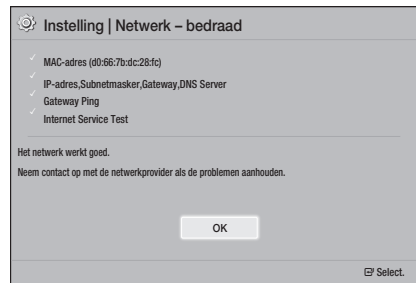 Instelling | Netwerk – bedraad
MAC-adres (d0:66:7b:dc:28:fc)
IP-adres,Subnetmasker,Gateway,DNS Server
Gateway Ping
Internet Service Test
Het netwerk werkt goed.
Neem contact op met de netwerkprovider als de problemen aanhouden.
OK
Select.